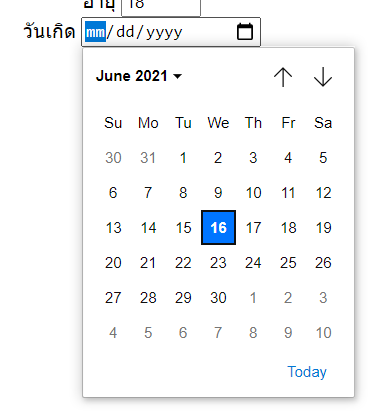 อายุ 18
วันเกิด mm/dd/yyyy
June 2021
Su Mo Tu We Th Fr Sa
30 31 1 2 3 4 5
6 7 8 9 10 11 12
13 14 15 16 17 18 19
20 21 22 23 24 25 26
27 28 29 30 1 2 3
4 5 6 7 8 9 10
Today